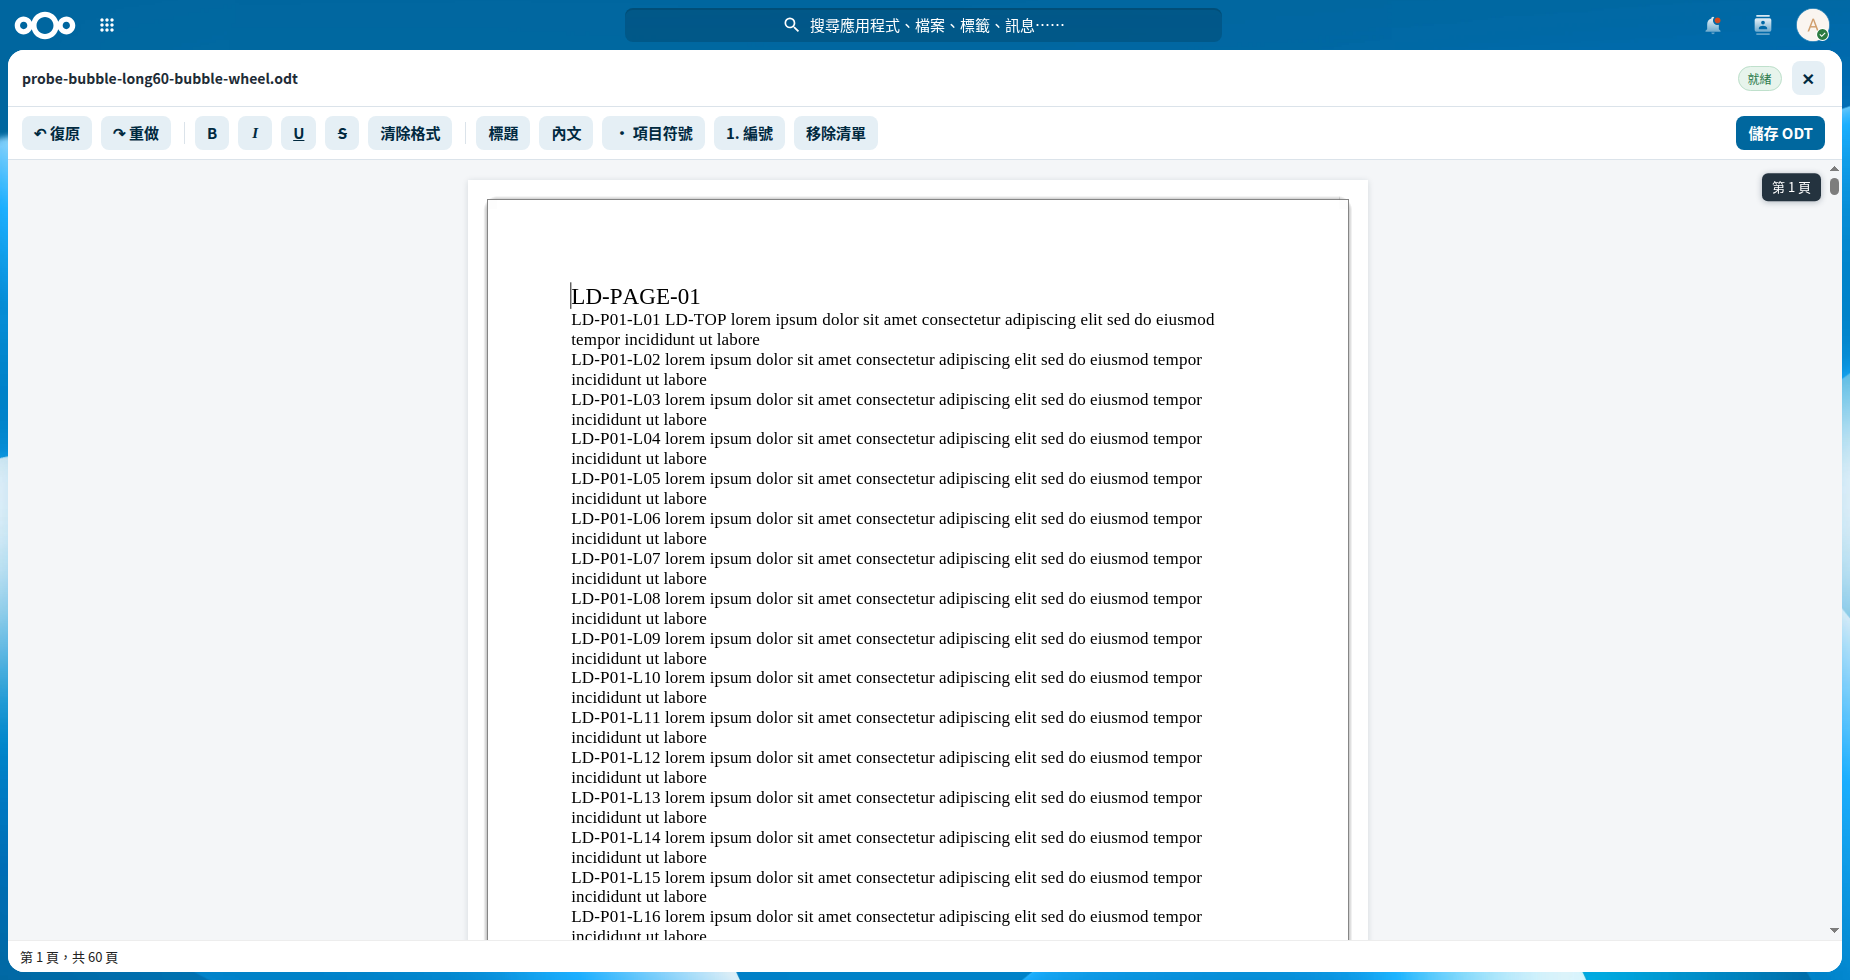 搜尋應用程式、檔案、標籤、訊息……
A
probe-bubble-long60-bubble-wheel.odt
就緒
×
↶ 復原
↷ 重做
B
I
U
S
清除格式
標題
內文
• 項目符號
1. 編號
移除清單
儲存 ODT
第 1 頁
LD-PAGE-01
LD-P01-L01 LD-TOP lorem ipsum dolor sit amet consectetur adipiscing elit sed do eiusmod
tempor incididunt ut labore
LD-P01-L02 lorem ipsum dolor sit amet consectetur adipiscing elit sed do eiusmod tempor
incididunt ut labore
LD-P01-L03 lorem ipsum dolor sit amet consectetur adipiscing elit sed do eiusmod tempor
incididunt ut labore
LD-P01-L04 lorem ipsum dolor sit amet consectetur adipiscing elit sed do eiusmod tempor
incididunt ut labore
LD-P01-L05 lorem ipsum dolor sit amet consectetur adipiscing elit sed do eiusmod tempor
incididunt ut labore
LD-P01-L06 lorem ipsum dolor sit amet consectetur adipiscing elit sed do eiusmod tempor
incididunt ut labore
LD-P01-L07 lorem ipsum dolor sit amet consectetur adipiscing elit sed do eiusmod tempor
incididunt ut labore
LD-P01-L08 lorem ipsum dolor sit amet consectetur adipiscing elit sed do eiusmod tempor
incididunt ut labore
LD-P01-L09 lorem ipsum dolor sit amet consectetur adipiscing elit sed do eiusmod tempor
incididunt ut labore
LD-P01-L10 lorem ipsum dolor sit amet consectetur adipiscing elit sed do eiusmod tempor
incididunt ut labore
LD-P01-L11 lorem ipsum dolor sit amet consectetur adipiscing elit sed do eiusmod tempor
incididunt ut labore
LD-P01-L12 lorem ipsum dolor sit amet consectetur adipiscing elit sed do eiusmod tempor
incididunt ut labore
LD-P01-L13 lorem ipsum dolor sit amet consectetur adipiscing elit sed do eiusmod tempor
incididunt ut labore
LD-P01-L14 lorem ipsum dolor sit amet consectetur adipiscing elit sed do eiusmod tempor
incididunt ut labore
LD-P01-L15 lorem ipsum dolor sit amet consectetur adipiscing elit sed do eiusmod tempor
incididunt ut labore
LD-P01-L16 lorem ipsum dolor sit amet consectetur adipiscing elit sed do eiusmod tempor
incididunt ut labore
第 1 頁，共 60 頁